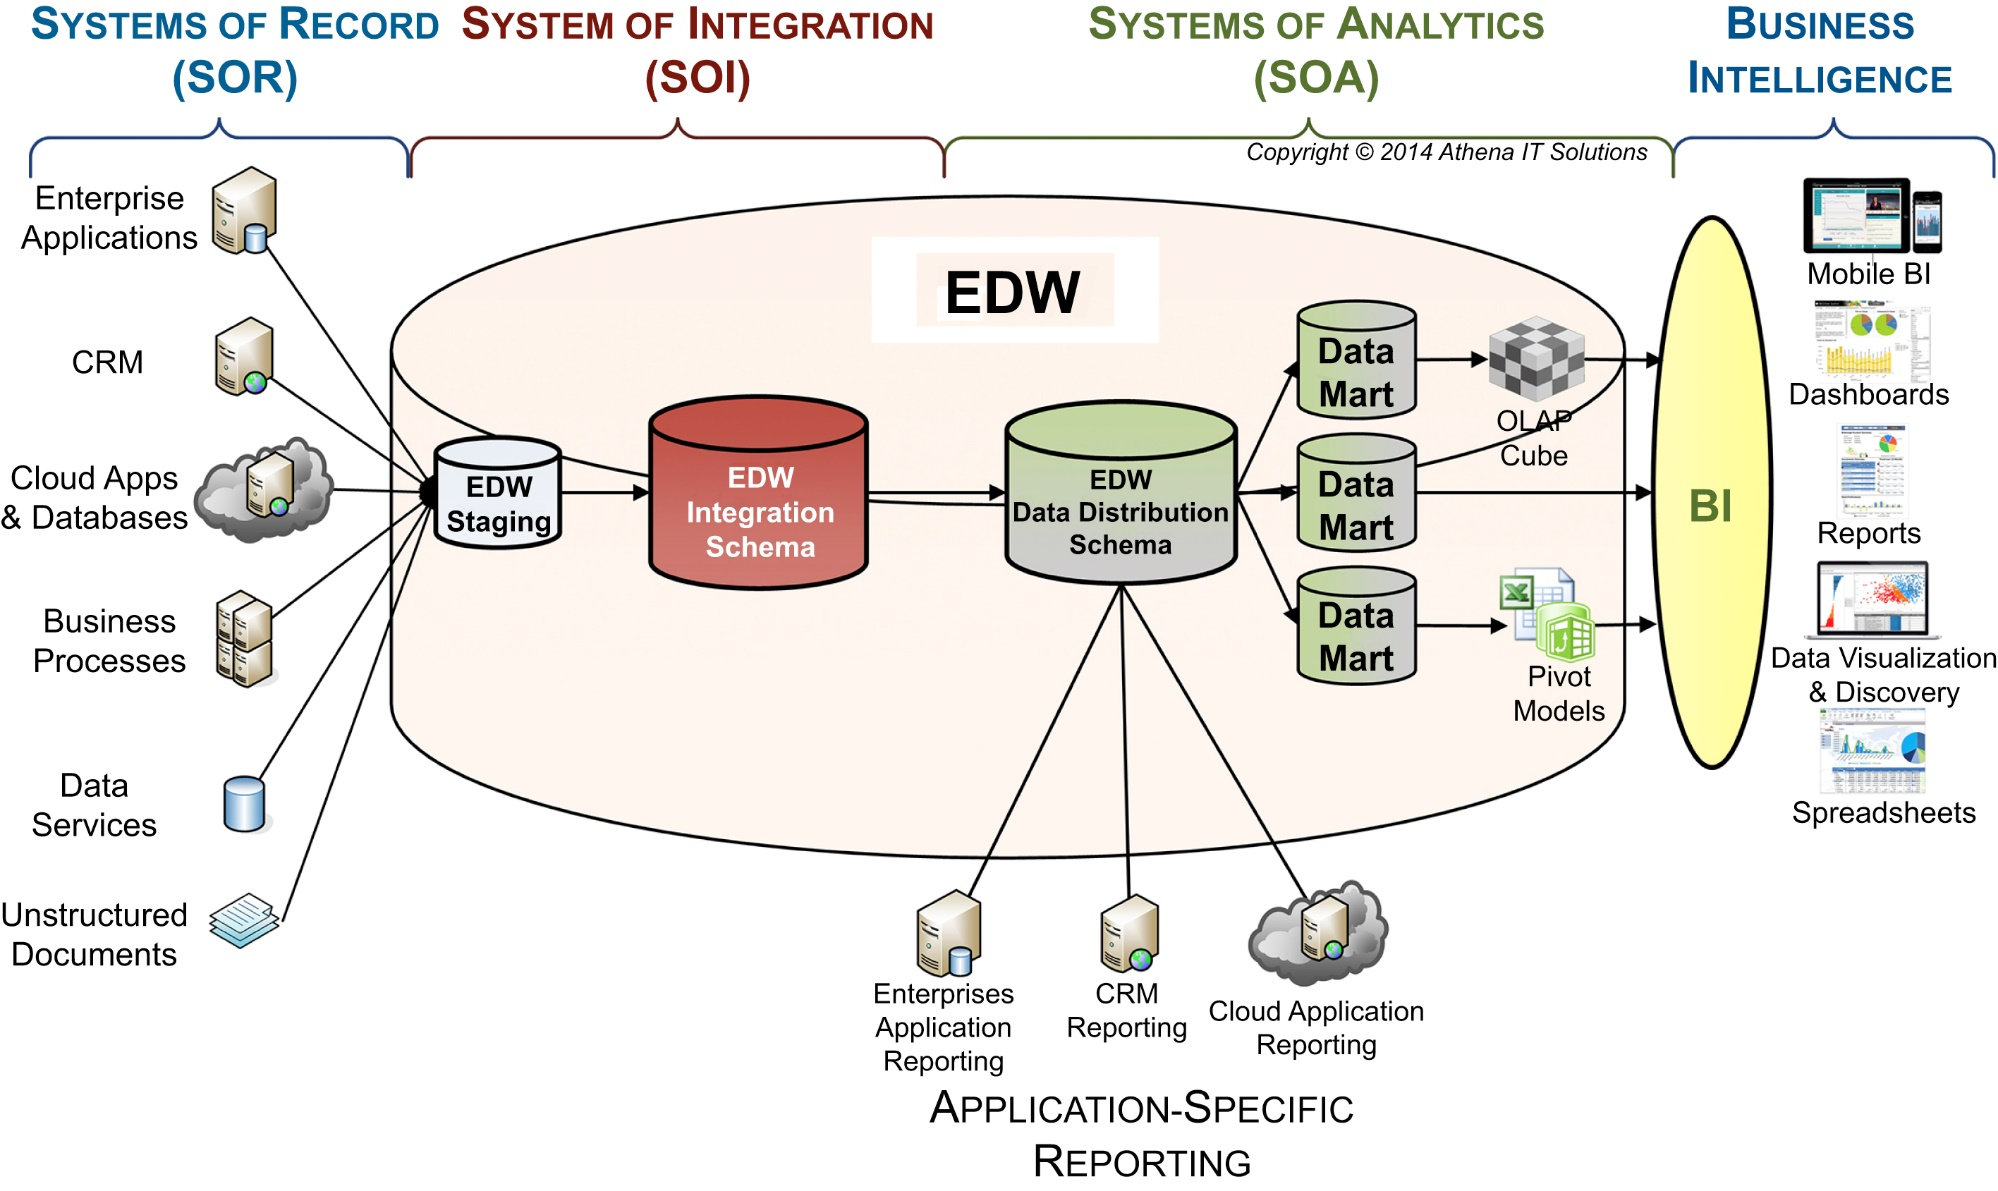 SYSTEMS OF RECORD
(SOR)
SYSTEM OF INTEGRATION
(SOI)
SYSTEMS OF ANALYTICS
(SOA)
BUSINESS
INTELLIGENCE
Copyright © 2014 Athena IT Solutions
Enterprise
Applications
CRM
Cloud Apps
& Databases
Business
Processes
Data
Services
Unstructured
Documents
EDW
EDW
Staging
EDW
Integration
Schema
EDW
Data Distribution
Schema
Data
Mart
Data
Mart
Data
Mart
OLAP
Cube
Pivot
Models
BI
Mobile BI
Dashboards
Reports
Data Visualization
& Discovery
Spreadsheets
Enterprises
Application
Reporting
CRM
Reporting
Cloud Application
Reporting
APPLICATION-SPECIFIC
REPORTING